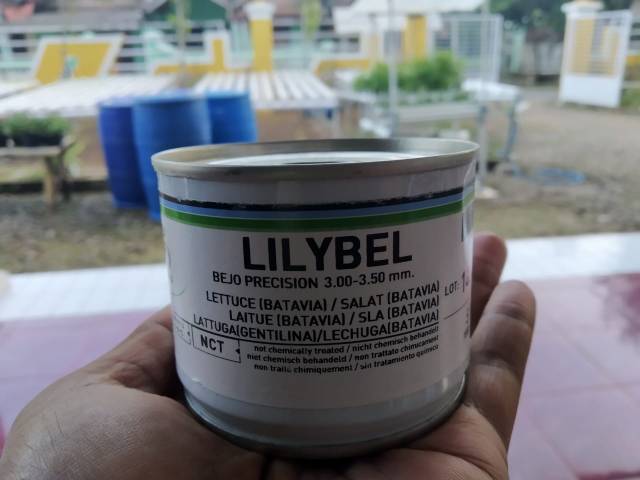 LILYBEL
BEJO PRECISION 3.00-3.50 mm.
LETTUCE (BATAVIA) / SALAT (BATAVIA)
LAITUE (BATAVIA) / SLA (BATAVIA)
LATTUGA(GENTILINA)/LECHUGA(BATAVIA)
LOT:
NCT
not chemically treated / nicht chemisch behandelt
niet chemisch behandeld / non trattato chimicament
non traité chimiquement / sin tratamiento químico